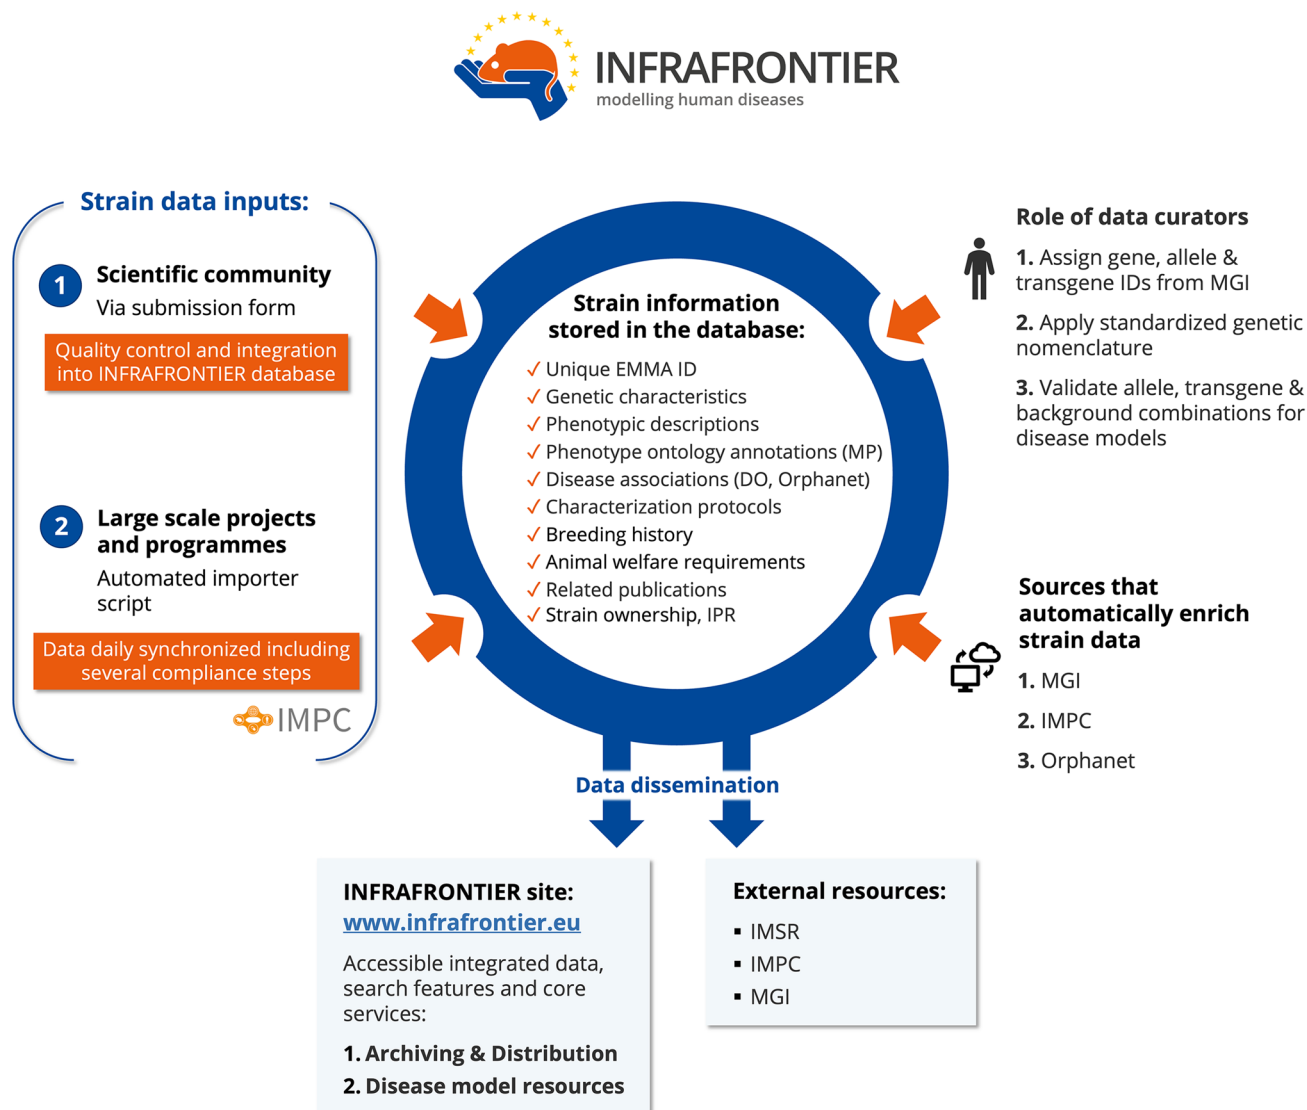 INFRAFRONTIER
modelling human diseases
Strain data inputs:
1
Scientific community
Via submission form
Quality control and integration
into INFRAFRONTIER database
2
Large scale projects
and programmes
Automated importer
script
Data daily synchronized including
several compliance steps
IMPC
Strain information
stored in the database:
✓ Unique EMMA ID
✓ Genetic characteristics
✓ Phenotypic descriptions
✓ Phenotype ontology annotations (MP)
✓ Disease associations (DO, Orphanet)
✓ Characterization protocols
✓ Breeding history
✓ Animal welfare requirements
✓ Related publications
✓ Strain ownership, IPR
Role of data curators
1. Assign gene, allele &
transgene IDs from MGI
2. Apply standardized genetic
nomenclature
3. Validate allele, transgene &
background combinations for
disease models
Sources that
automatically enrich
strain data
1. MGI
2. IMPC
3. Orphanet
Data dissemination
INFRAFRONTIER site:
www.infrafrontier.eu
Accessible integrated data,
search features and core
services:
1. Archiving & Distribution
2. Disease model resources
External resources:
▪ IMSR
▪ IMPC
▪ MGI